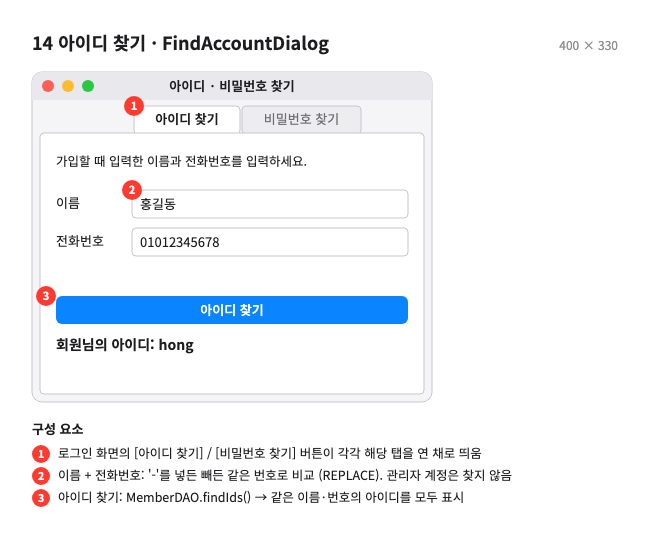 14 아이디 찾기 · FindAccountDialog
400 × 330
아이디 · 비밀번호 찾기
1
아이디 찾기
비밀번호 찾기
가입할 때 입력한 이름과 전화번호를 입력하세요.
2
이름
홍길동
전화번호
01012345678
3
아이디 찾기
회원님의 아이디: hong
구성 요소
1 로그인 화면의 [아이디 찾기] / [비밀번호 찾기] 버튼이 각각 해당 탭을 연 채로 띄움
2 이름 + 전화번호: '-'를 넣든 빼든 같은 번호로 비교 (REPLACE). 관리자 계정은 찾지 않음
3 아이디 찾기: MemberDAO.findIds() → 같은 이름·번호의 아이디를 모두 표시